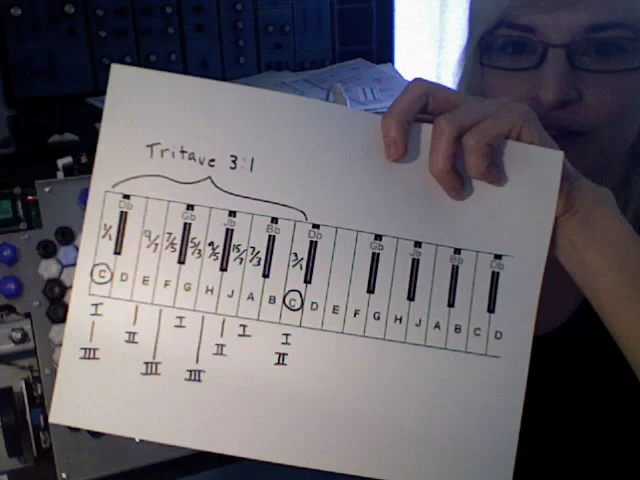 Tritave 3:1
Db Gb Jb Bb Db Gb Jb Bb Db
1/1 9/7 7/5 5/3 9/5 15/7 7/3 3/1
C D E F G H J A B C D E F G H J A B C D
I II III I III II I I
III II